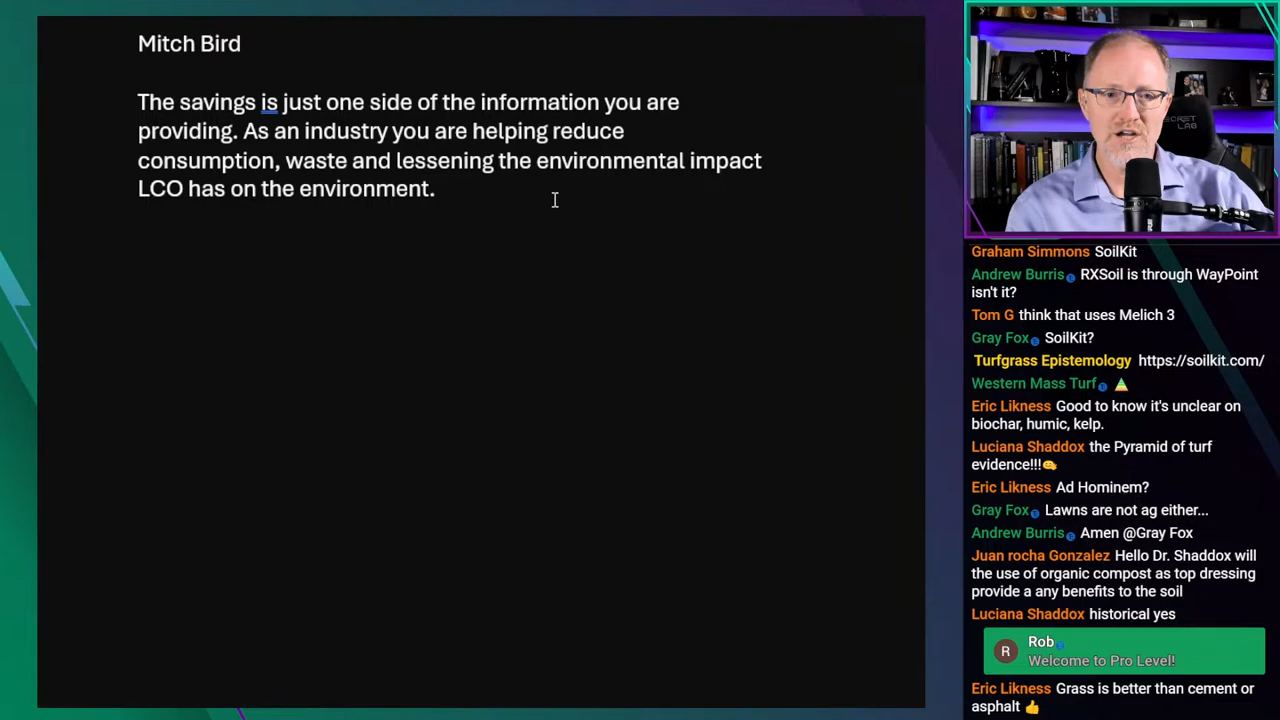 Mitch Bird
The savings is just one side of the information you are
providing. As an industry you are helping reduce
consumption, waste and lessening the environmental impact
LCO has on the environment.
SECRET LAB
Graham Simmons SoilKit
Andrew Burris RXSoil is through WayPoint
isn't it?
Tom G think that uses Melich 3
Gray Fox SoilKit?
Turfgrass Epistemology https://soilkit.com/
Western Mass Turf
Eric Likness Good to know it's unclear on
biochar, humic, kelp.
Luciana Shaddox the Pyramid of turf
evidence!!!
Eric Likness Ad Hominem?
Gray Fox Lawns are not ag either...
Andrew Burris Amen @Gray Fox
Juan rocha Gonzalez Hello Dr. Shaddox will
the use of organic compost as top dressing
provide a any benefits to the soil
Luciana Shaddox historical yes
R
Rob
Welcome to Pro Level!
Eric Likness Grass is better than cement or
asphalt 👍